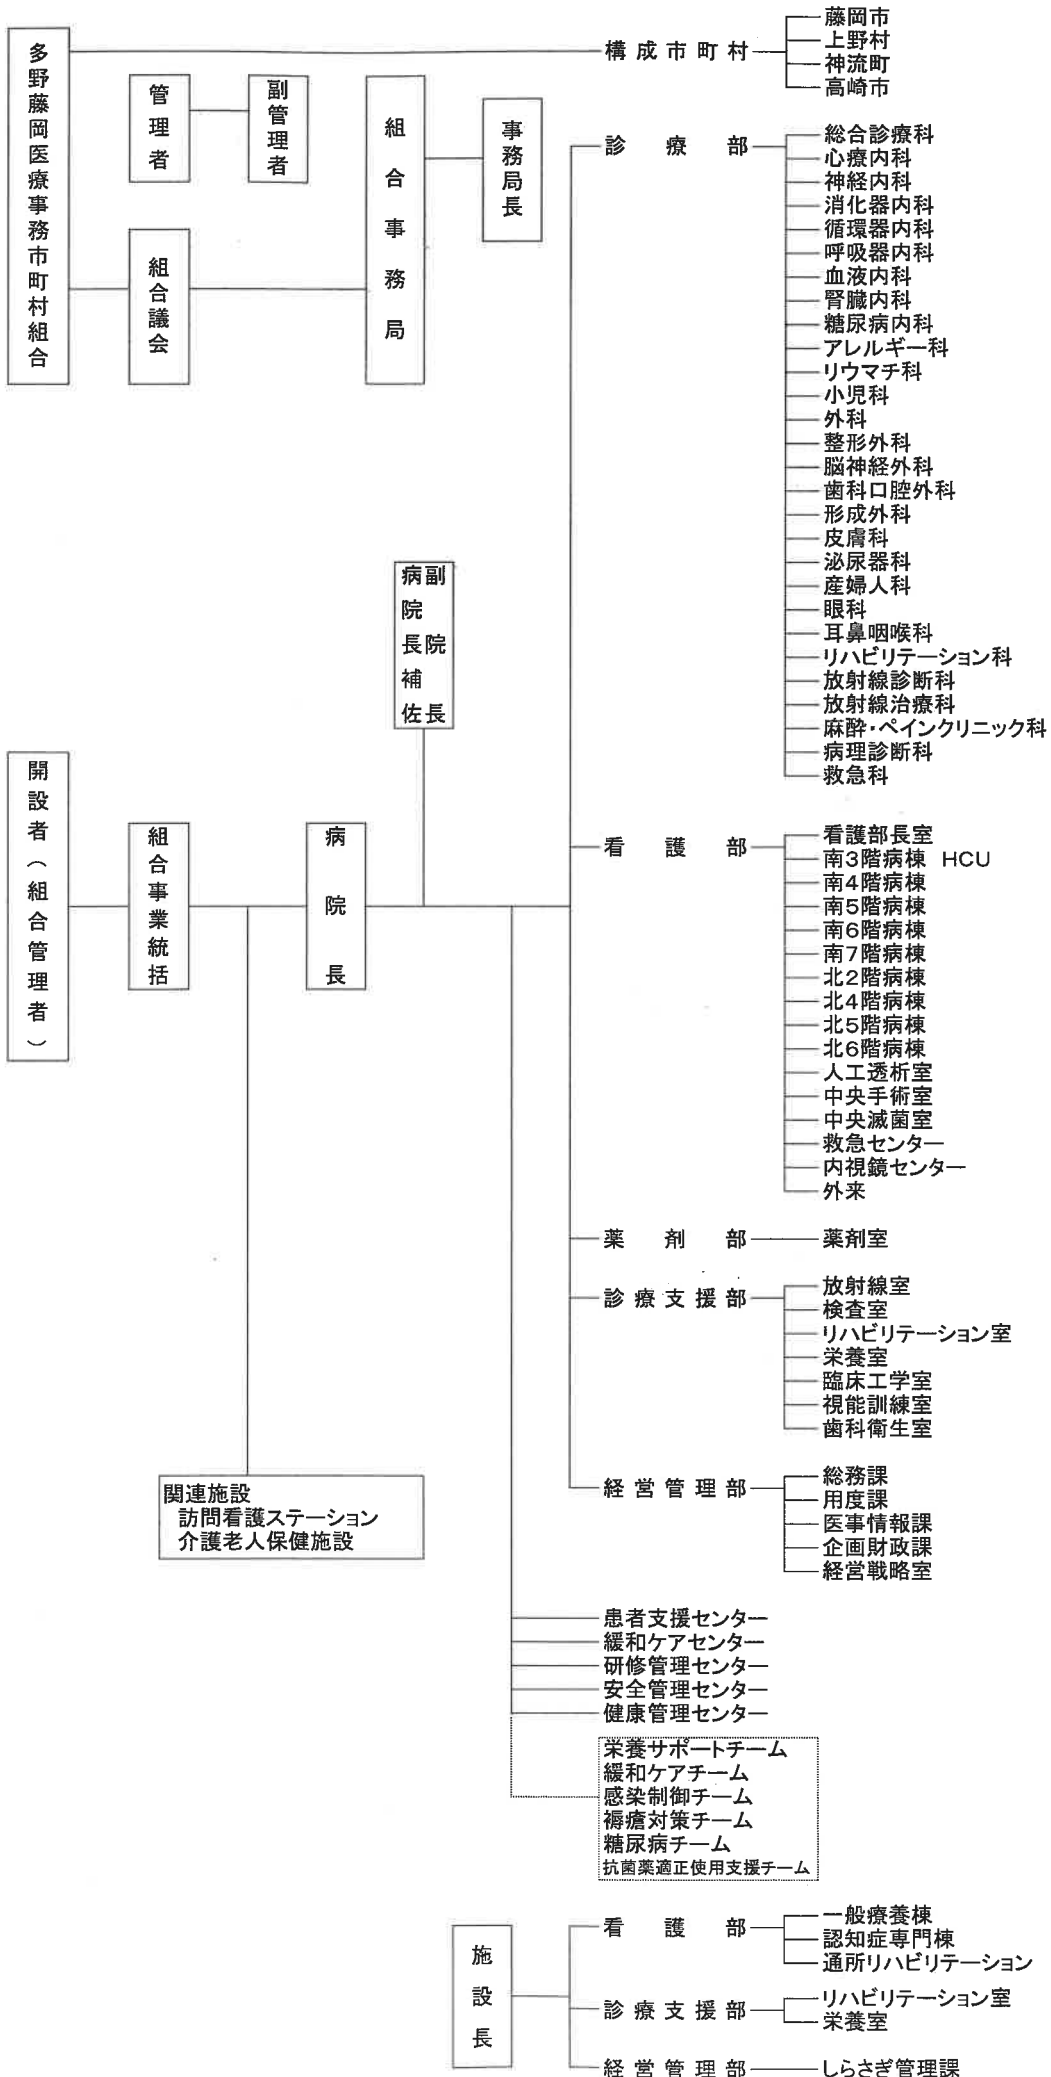 多野藤岡医療事務市町村組合
構成市町村
藤岡市
上野村
神流町
高崎市
管理者
副管理者
組合議会
組合事務局
事務局長
診療部
総合診療科
心療内科
神経内科
消化器内科
循環器内科
呼吸器内科
血液内科
腎臓内科
糖尿病内科
アレルギー科
リウマチ科
小児科
外科
整形外科
脳神経外科
歯科口腔外科
形成外科
皮膚科
泌尿器科
産婦人科
眼科
耳鼻咽喉科
リハビリテーション科
放射線診断科
放射線治療科
麻酔・ペインクリニック科
病理診断科
救急科
副院長
病院長補佐
開設者（組合管理者）
組合事業統括
病院長
看護部
看護部長室
南3階病棟 HCU
南4階病棟
南5階病棟
南6階病棟
南7階病棟
北2階病棟
北4階病棟
北5階病棟
北6階病棟
人工透析室
中央手術室
中央滅菌室
救急センター
内視鏡センター
外来
薬剤部
薬剤室
診療支援部
放射線室
検査室
リハビリテーション室
栄養室
臨床工学室
視能訓練室
歯科衛生室
経営管理部
総務課
用度課
医事情報課
企画財政課
経営戦略室
関連施設
訪問看護ステーション
介護老人保健施設
患者支援センター
緩和ケアセンター
研修管理センター
安全管理センター
健康管理センター
栄養サポートチーム
緩和ケアチーム
感染制御チーム
褥瘡対策チーム
糖尿病チーム
抗菌薬適正使用支援チーム
施設長
看護部
一般療養棟
認知症専門棟
通所リハビリテーション
診療支援部
リハビリテーション室
栄養室
経営管理部
しらさぎ管理課